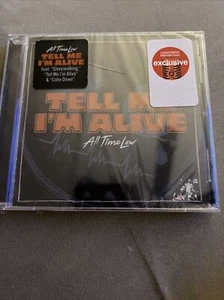 All Time Low
TELL ME
I'M ALIVE
feat. "Sleepwalking,"
"Tell Me I'm Alive"
& "Calm Down"
exclusive
TELL ME
I'M ALIVE
All Time Low